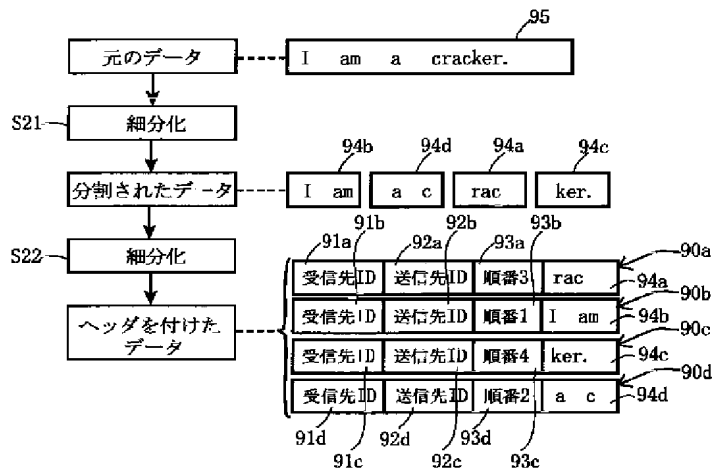 95
元のデータ I am a cracker.
S21 細分化
94b 94d 94a 94c
分割されたデータ I am a c rac ker.
91b 92b 93b
S22 細分化
91a 92a 93a 90a
受信先ID 送信先ID 順番3 rac
94a 90b
ヘッダを付けた
データ
受信先ID 送信先ID 順番1 I am
94b 90c
受信先ID 送信先ID 順番4 ker.
94c 90d
受信先ID 送信先ID 順番2 a c
94d
91d 92d 93d
91c 92c 93c